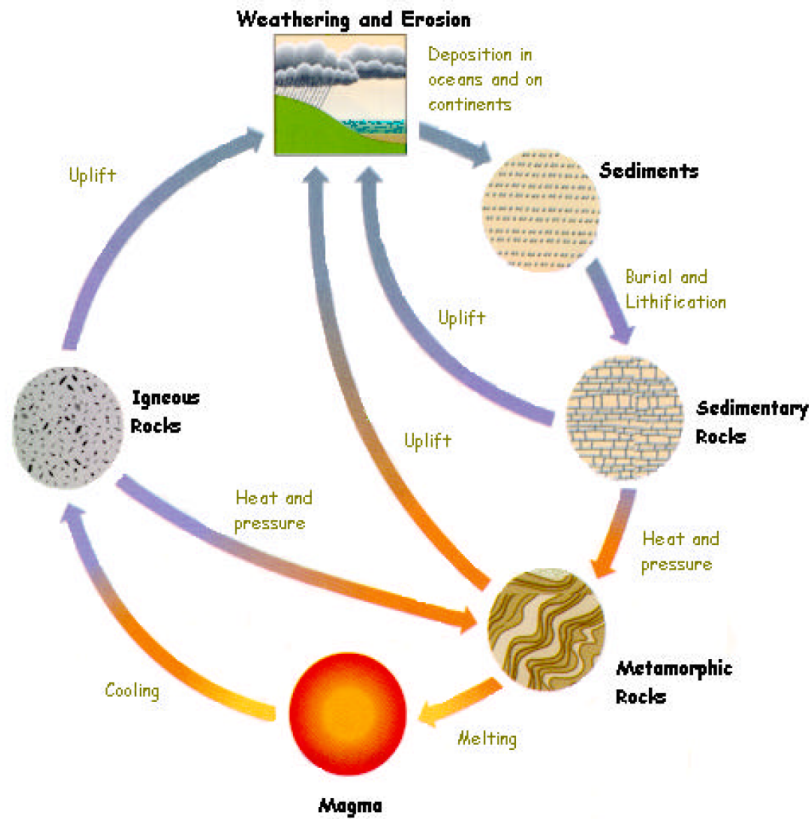 Weathering and Erosion
Deposition in
oceans and on
continents
Uplift
Sediments
Burial and
Lithification
Uplift
Igneous
Rocks
Sedimentary
Rocks
Uplift
Heat and
pressure
Heat and
pressure
Metamorphic
Rocks
Cooling
Melting
Magma